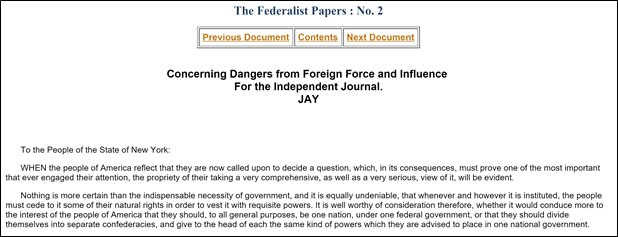 The Federalist Papers : No. 2
Previous Document Contents Next Document
Concerning Dangers from Foreign Force and Influence
For the Independent Journal.
JAY
To the People of the State of New York:
WHEN the people of America reflect that they are now called upon to decide a question, which, in its consequences, must prove one of the most important
that ever engaged their attention, the propriety of their taking a very comprehensive, as well as a very serious, view of it, will be evident.
Nothing is more certain than the indispensable necessity of government, and it is equally undeniable, that whenever and however it is instituted, the people
must cede to it some of their natural rights in order to vest it with requisite powers. It is well worthy of consideration therefore, whether it would conduce more to
the interest of the people of America that they should, to all general purposes, be one nation, under one federal government, or that they should divide
themselves into separate confederacies, and give to the head of each the same kind of powers which they are advised to place in one national government.